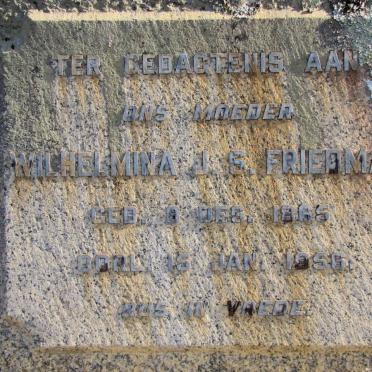 TER GEDAGTENIS AAN
ONS MOEDER
WILHELMINA J. S. FRIEDMA
GEB. 8 DES. 1865
OORL. 13 JAN. 1956.
RUS IN VREDE.